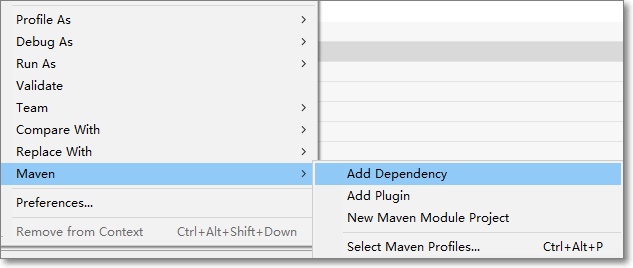 Profile As
Debug As
Run As
Validate
Team
Compare With
Replace With
Maven
Preferences...
Remove from Context Ctrl+Alt+Shift+Down
Add Dependency
Add Plugin
New Maven Module Project
Select Maven Profiles... Ctrl+Alt+P